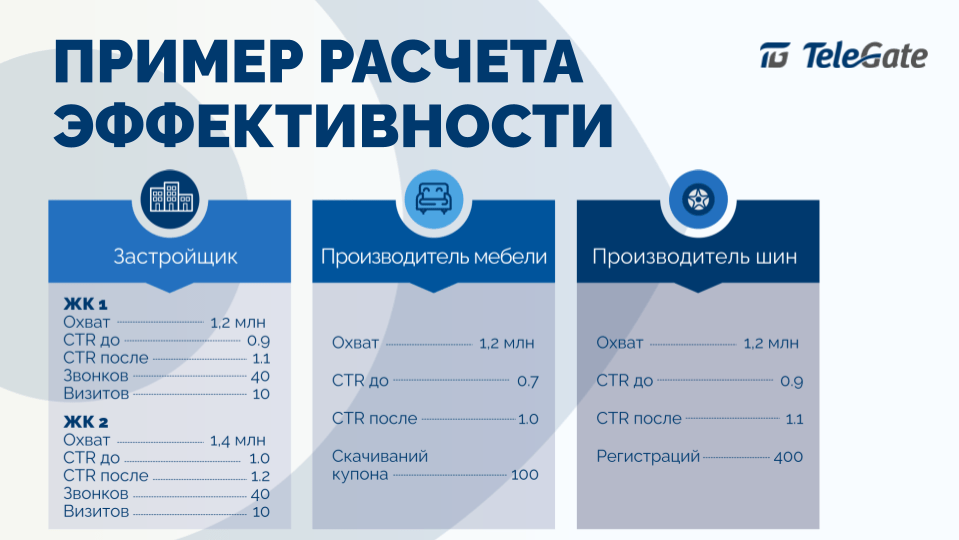 ПРИМЕР РАСЧЕТА
ЭФФЕКТИВНОСТИ
TG TeleGate
Застройщик
ЖК 1
Охват 1,2 млн
CTR до 0.9
CTR после 1.1
Звонков 40
Визитов 10
ЖК 2
Охват 1,4 млн
CTR до 1.0
CTR после 1.2
Звонков 40
Визитов 10
Производитель мебели
Охват 1,2 млн
CTR до 0.7
CTR после 1.0
Скачиваний
купона 100
Производитель шин
Охват 1,2 млн
CTR до 0.9
CTR после 1.1
Регистраций 400